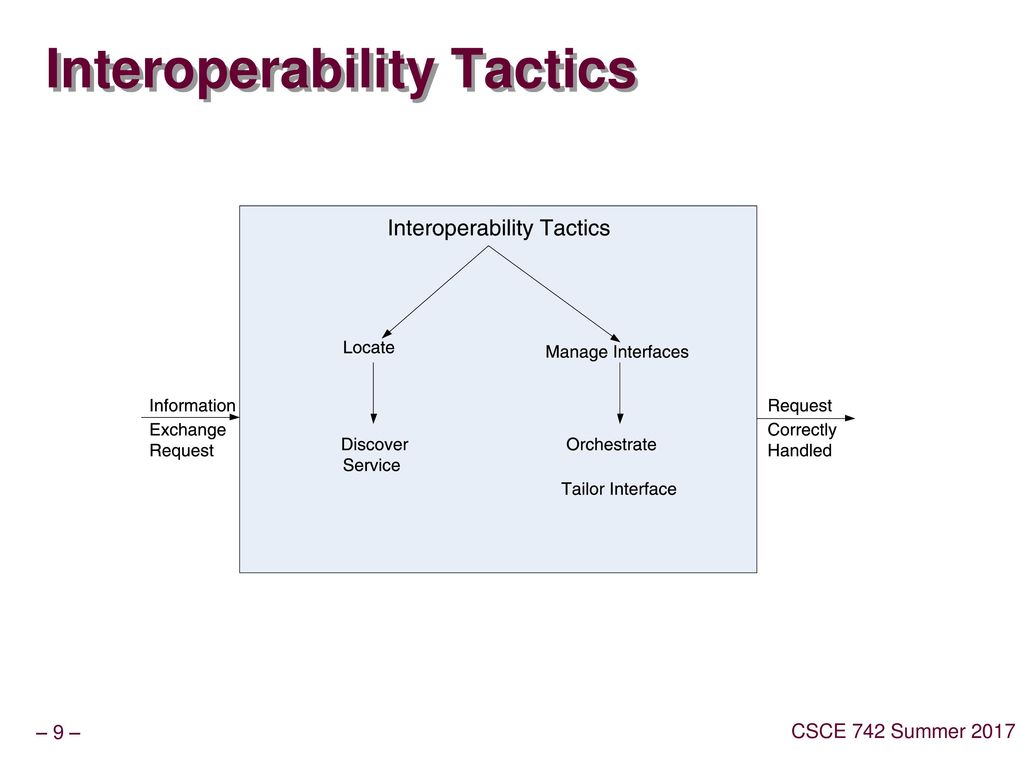 Interoperability Tactics
Interoperability Tactics
Locate
Manage Interfaces
Information
Exchange
Request
Discover
Service
Orchestrate
Tailor Interface
Request
Correctly
Handled
– 9 –
CSCE 742 Summer 2017